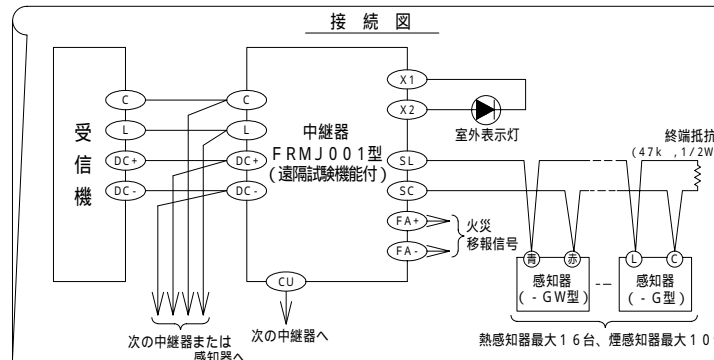 接続図
受信機
C
L
DC+
DC-
C
L
DC+
DC-
中継器
FRMJ001型
(遠隔試験機能付)
X1
X2
SL
SC
FA+
FA-
CU
室外表示灯
終端抵抗
(47k ,1/2W
火災
移報信号
青
赤
L
C
感知器
( - GW型)
感知器
( - G型)
次の中継器または
感知器へ
次の中継器へ
熱感知器最大16台、煙感知器最大10